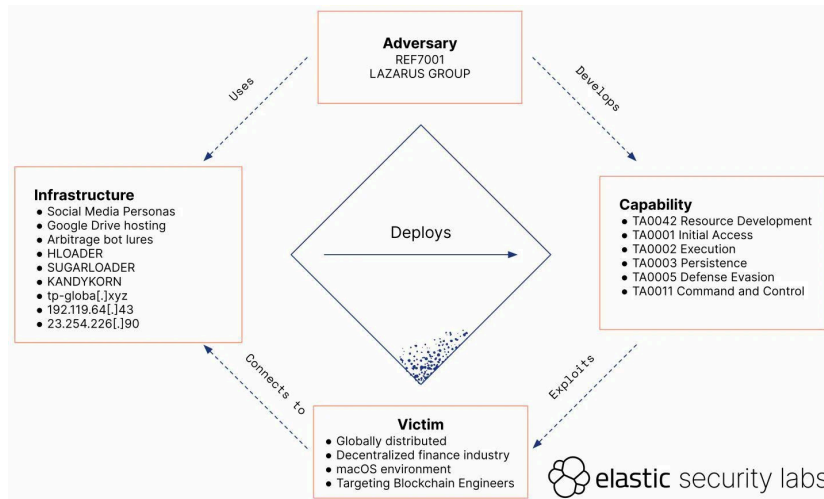 Adversary
REF7001
LAZARUS GROUP
Uses
Develops
Infrastructure
● Social Media Personas
● Google Drive hosting
● Arbitrage bot lures
● HLOADER
● SUGARLOADER
● KANDYKORN
● tp-globa[.]xyz
● 192.119.64[.]43
● 23.254.226[.]90
Deploys
Capability
● TA0042 Resource Development
● TA0001 Initial Access
● TA0002 Execution
● TA0003 Persistence
● TA0005 Defense Evasion
● TA0011 Command and Control
Connects to
Exploits
Victim
● Globally distributed
● Decentralized finance industry
● macOS environment
● Targeting Blockchain Engineers
elastic security labs